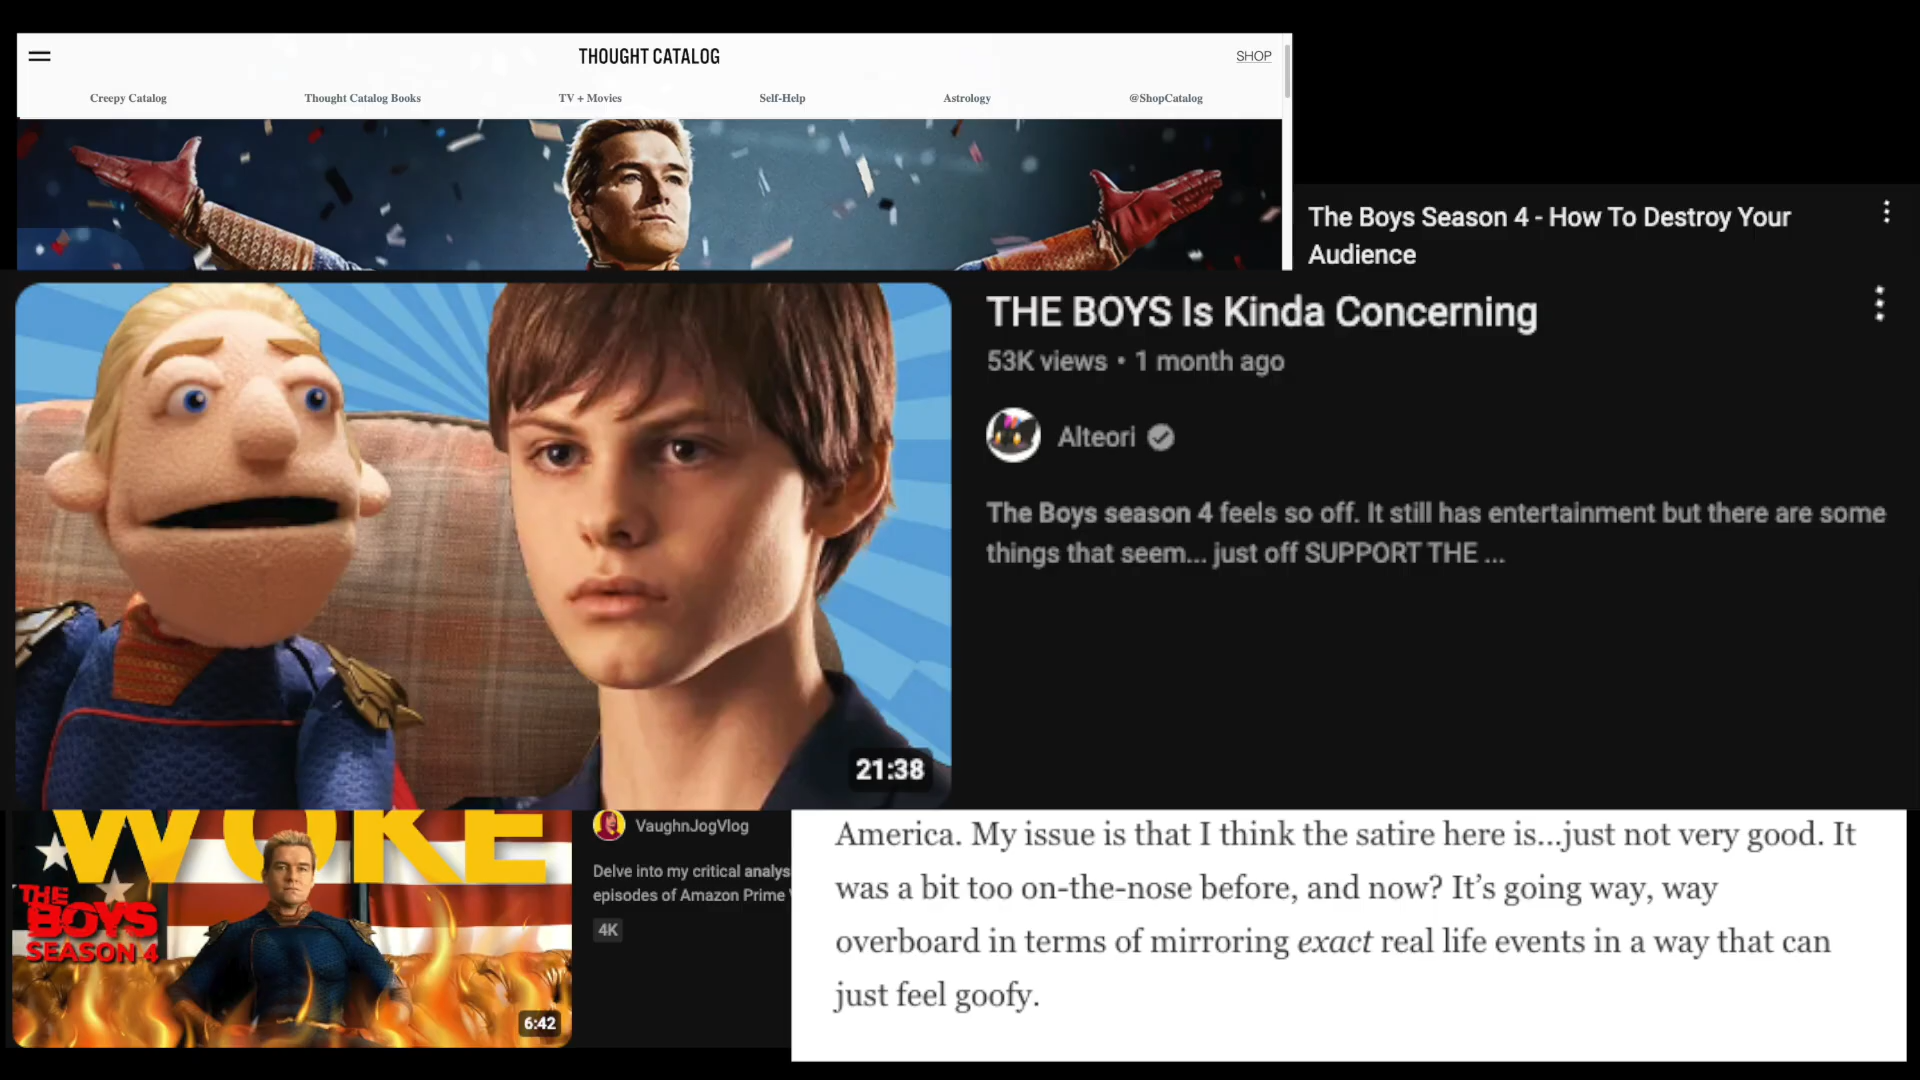 THOUGHT CATALOG
SHOP
Creepy Catalog
Thought Catalog Books
TV + Movies
Self-Help
Astrology
@ShopCatalog
The Boys Season 4 - How To Destroy Your
Audience
THE BOYS Is Kinda Concerning
53K views • 1 month ago
Alteori
The Boys season 4 feels so off. It still has entertainment but there are some
things that seem... just off SUPPORT THE ...
21:38
WOKE
THE
BOYS
SEASON 4
6:42
VaughnJogVlog
Delve into my critical analys
episodes of Amazon Prime
4K
America. My issue is that I think the satire here is...just not very good. It
was a bit too on-the-nose before, and now? It’s going way, way
overboard in terms of mirroring exact real life events in a way that can
just feel goofy.